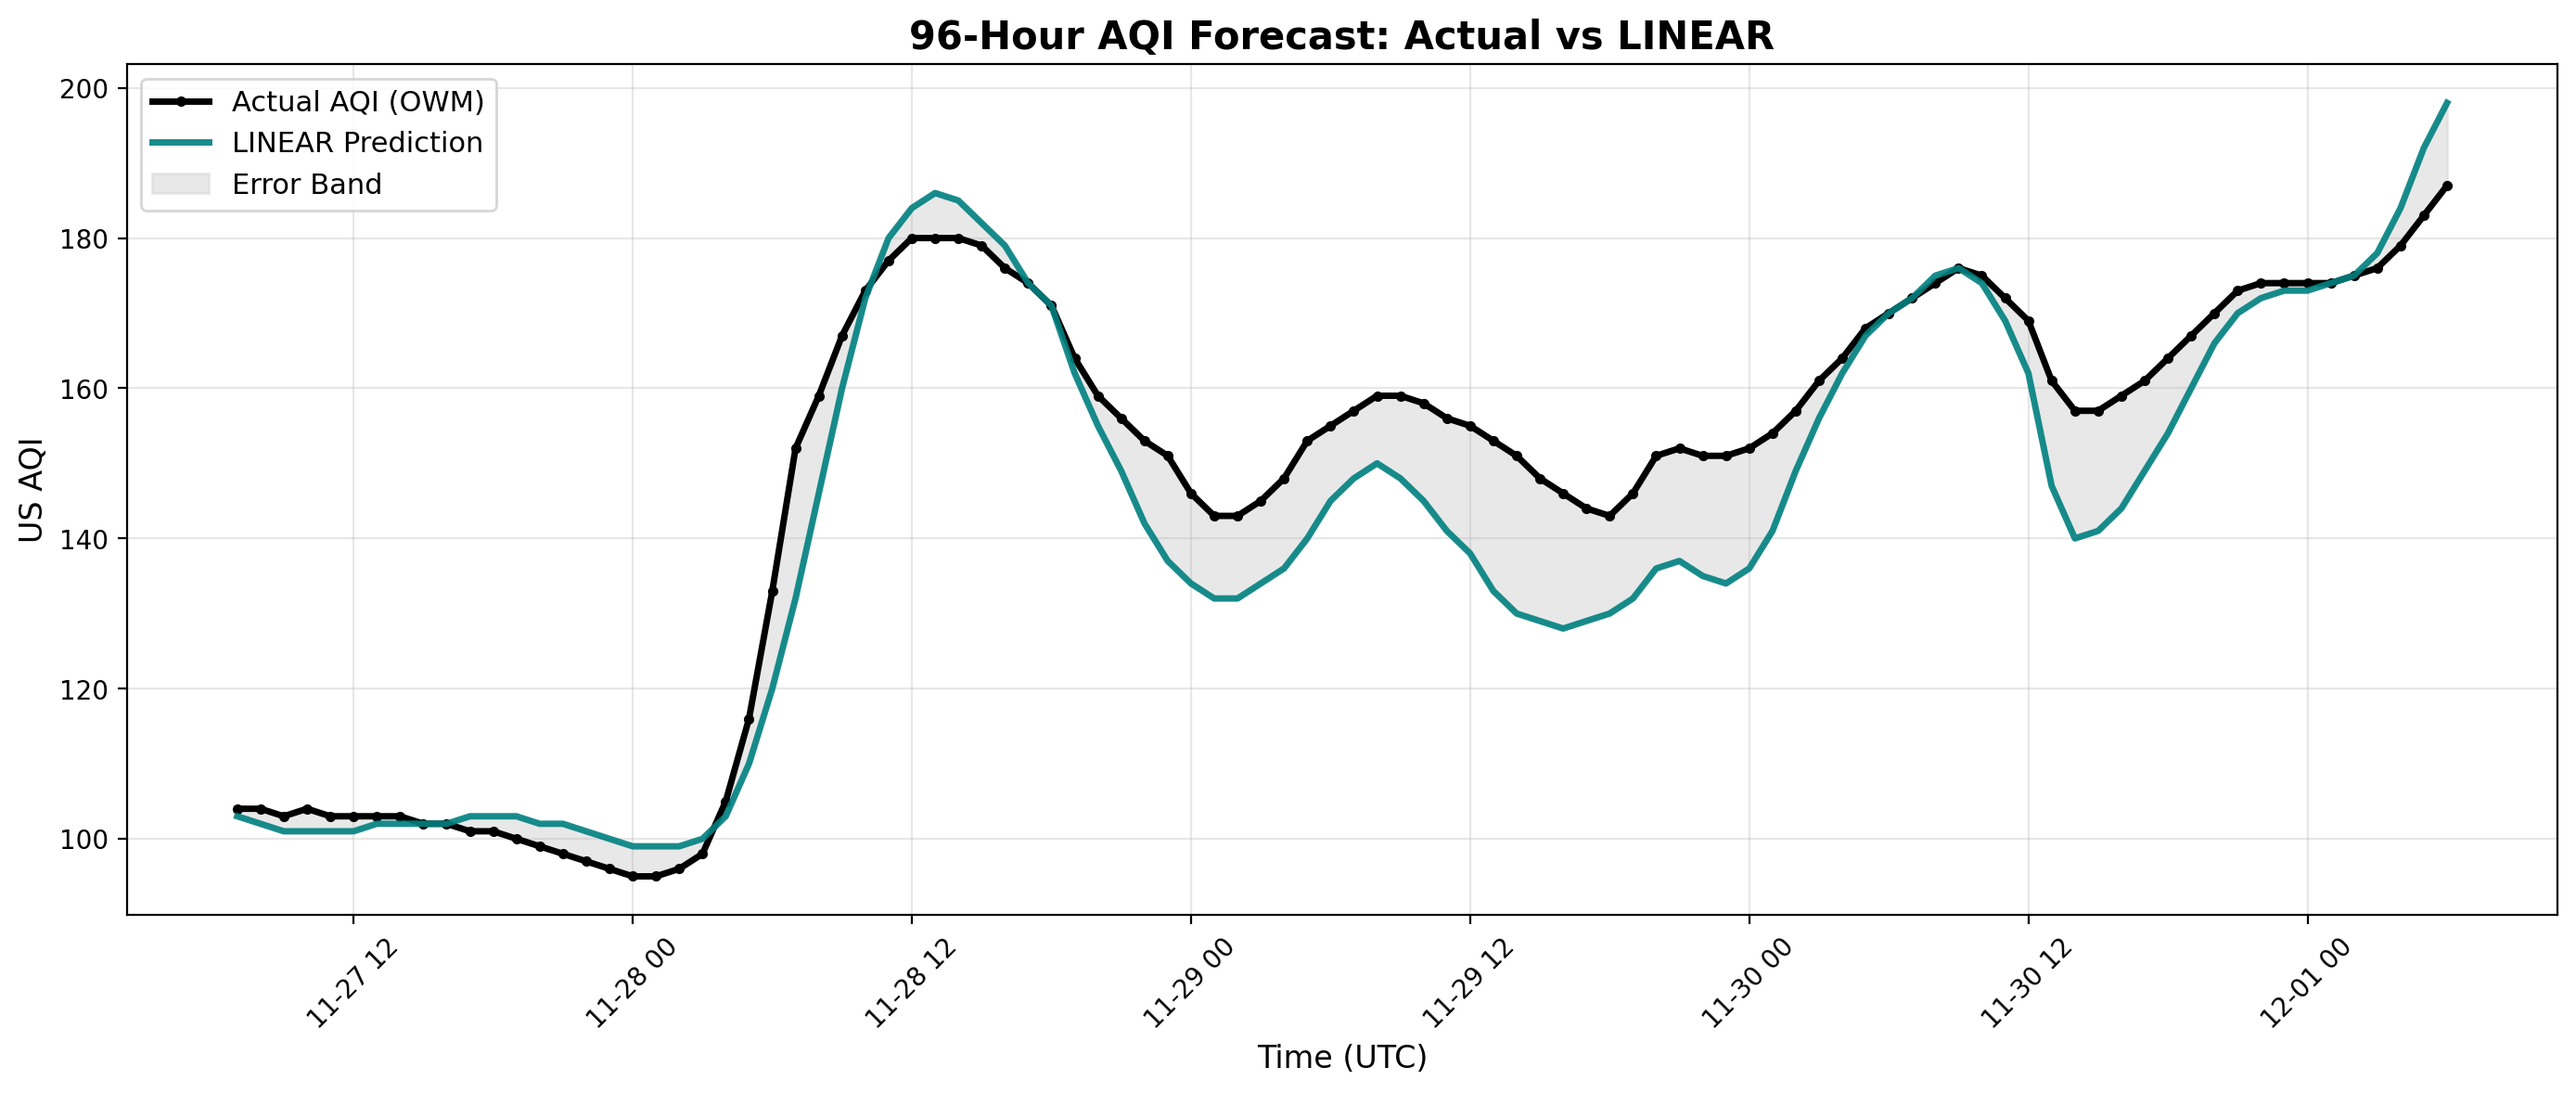 96-Hour AQI Forecast: Actual vs LINEAR
Actual AQI (OWM)
LINEAR Prediction
Error Band
US AQI
200
180
160
140
120
100
11-27 12
11-28 00
11-28 12
11-29 00
11-29 12
11-30 00
11-30 12
12-01 00
Time (UTC)